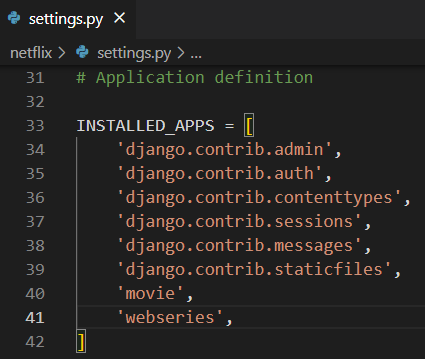 settings.py ×
netflix > settings.py > ...
31 # Application definition
32
33 INSTALLED_APPS = [
34 'django.contrib.admin',
35 'django.contrib.auth',
36 'django.contrib.contenttypes',
37 'django.contrib.sessions',
38 'django.contrib.messages',
39 'django.contrib.staticfiles',
40 'movie',
41 'webseries',
42 ]